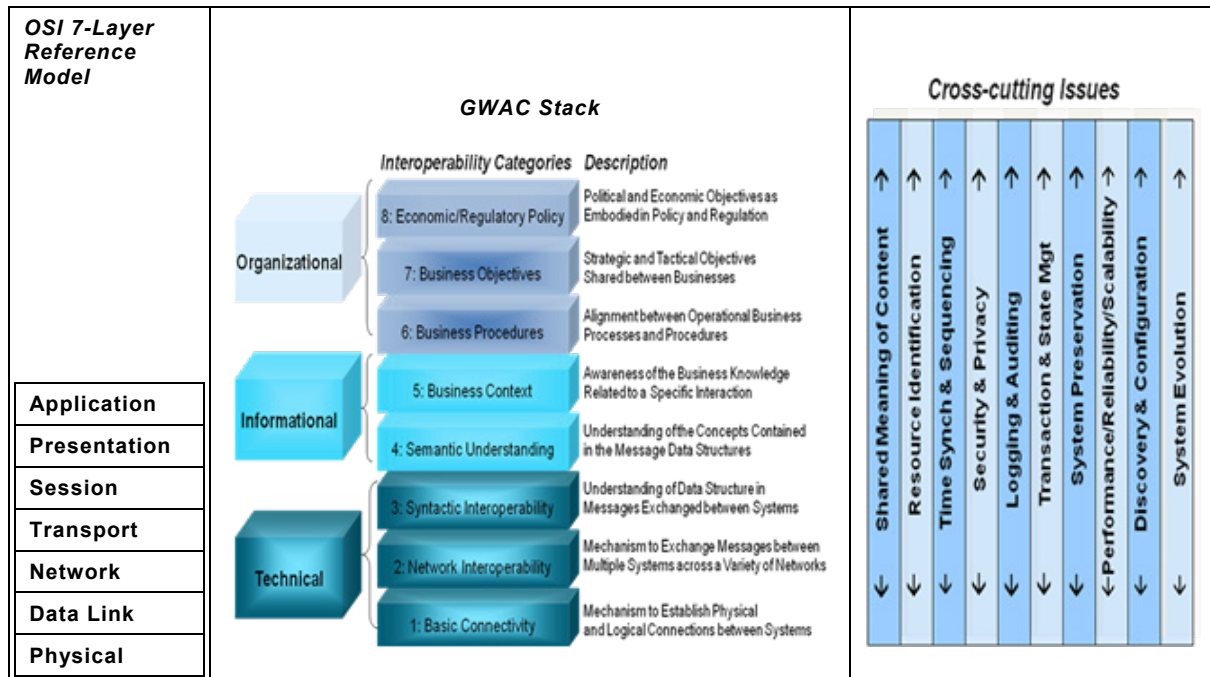 OSI 7-Layer
Reference
Model
Application
Presentation
Session
Transport
Network
Data Link
Physical
GWAC Stack
Interoperability Categories
Description
Organizational
8: Economic/Regulatory Policy
Political and Economic Objectives as
Embodied in Policy and Regulation
7: Business Objectives
Strategic and Tactical Objectives
Shared between Businesses
6: Business Procedures
Alignment between Operational Business
Processes and Procedures
Informational
5: Business Context
Awareness of the Business Knowledge
Related to a Specific Interaction
4: Semantic Understanding
Understanding of the Concepts Contained
in the Message Data Structures
Technical
3: Syntactic Interoperability
Understanding of Data Structure in
Messages Exchanged between Systems
2: Network Interoperability
Mechanism to Exchange Messages between
Multiple Systems across a Variety of Networks
1: Basic Connectivity
Mechanism to Establish Physical
and Logical Connections between Systems
Cross-cutting Issues
Shared Meaning of Content
Resource Identification
Time Synch & Sequencing
Security & Privacy
Logging & Auditing
Transaction & State Mgt
System Preservation
Performance/Reliability/Scalability
Discovery & Configuration
System Evolution